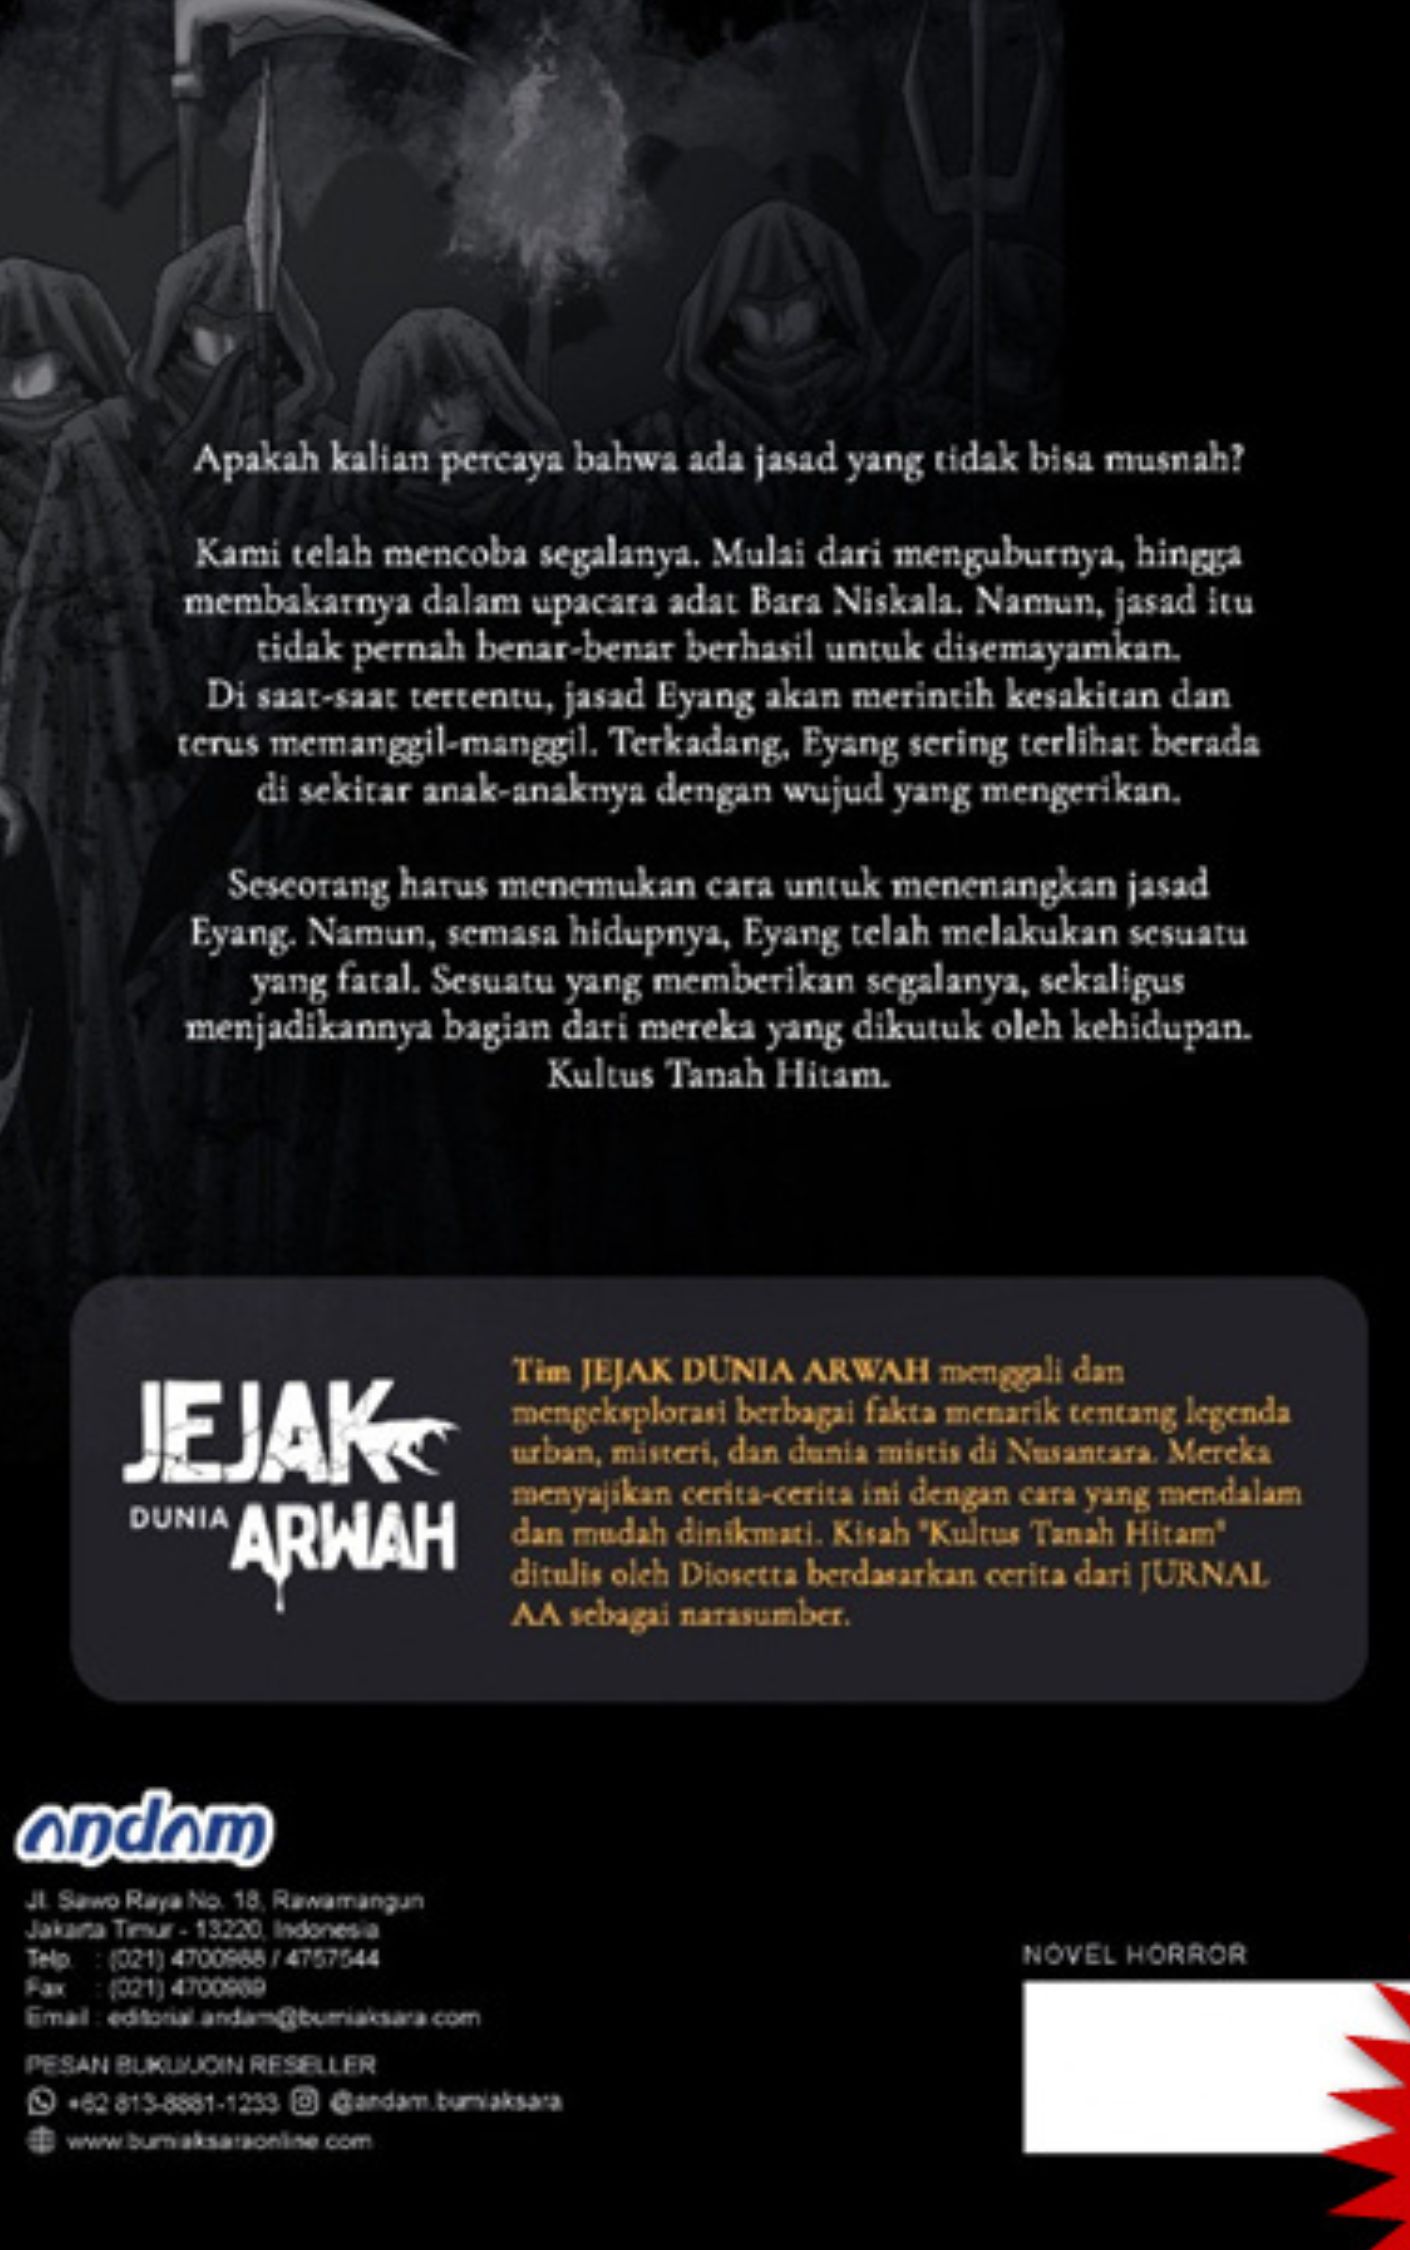 Apakah kalian percaya bahwa ada jasad yang tidak bisa musnah?
Kami telah mencoba segalanya. Mulai dari menguburnya, hingga
membakarnya dalam upacara adat Bara Niskala. Namun, jasad itu
tidak pernah benar-benar berhasil untuk disemayamkan.
Di saat-saat tertentu, jasad Eyang akan merintih kesakitan dan
terus memanggil-manggil. Terkadang, Eyang sering terlihat berada
di sekitar anak-anaknya dengan wujud yang mengerikan.
Seseorang harus menemukan cara untuk menenangkan jasad
Eyang. Namun, semasa hidupnya, Eyang telah melakukan sesuatu
yang fatal. Sesuatu yang memberikan segalanya, sekaligus
menjadikannya bagian dari mereka yang dikutuk oleh kehidupan.
Kultus Tanah Hitam.
JEJAK
DUNIA ARWAH
Tim JEJAK DUNIA ARWAH menggali dan
mengeksplorasi berbagai fakta menarik tentang legenda
urban, misteri, dan dunia mistis di Nusantara. Mereka
menyajikan cerita-cerita ini dengan cara yang mendalam
dan mudah dinikmati. Kisah "Kultus Tanah Hitam"
ditulis oleh Diosetta berdasarkan cerita dari JURNAL
AA sebagai narasumber.
andam
Jl. Sawo Raya No. 18, Rawamangun
Jakarta Timur - 13220, Indonesia
Telp. : (021) 4700988 / 4757544
Fax : (021) 4700989
Email : editorial.andam@bumiaksara.com
PESAN BUKU/JOIN RESELLER
+62 813-8881-1233 @andam.bumiaksara
www.bumiaksaraonline.com
NOVEL HORROR